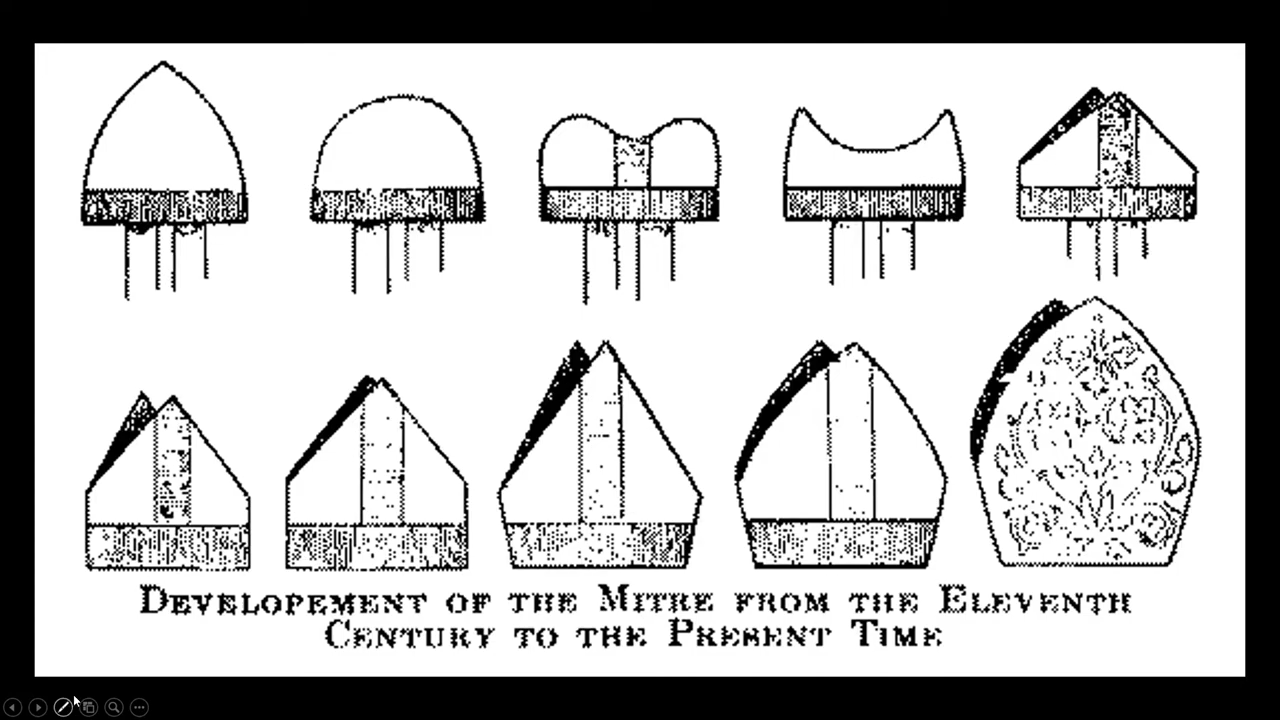 Developement of the Mitre from the Eleventh
Century to the Present Time